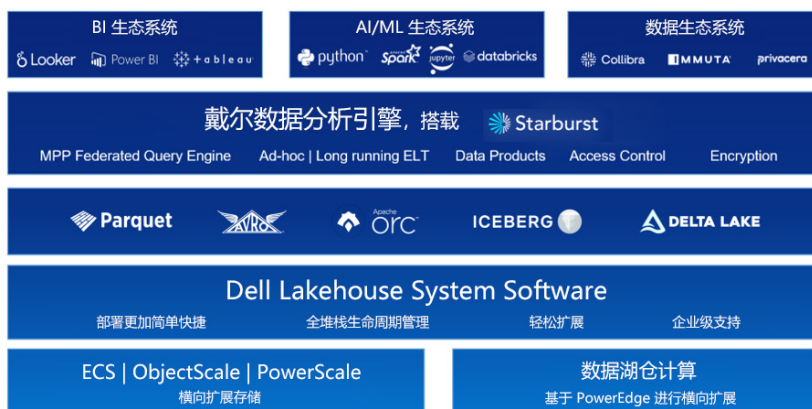 BI 生态系统
Looker Power BI +ableau
AI/ML 生态系统
python Spark jupyter databricks
数据生态系统
Collibra IMMUTA privacera
戴尔数据分析引擎，搭载 Starburst
MPP Federated Query Engine Ad-hoc | Long running ELT Data Products Access Control Encryption
Parquet AVRO Apache orc ICEBERG DELTA LAKE
Dell Lakehouse System Software
部署更加简单快捷 全堆栈生命周期管理 轻松扩展 企业级支持
ECS | ObjectScale | PowerScale
横向扩展存储
数据湖仓计算
基于 PowerEdge 进行横向扩展